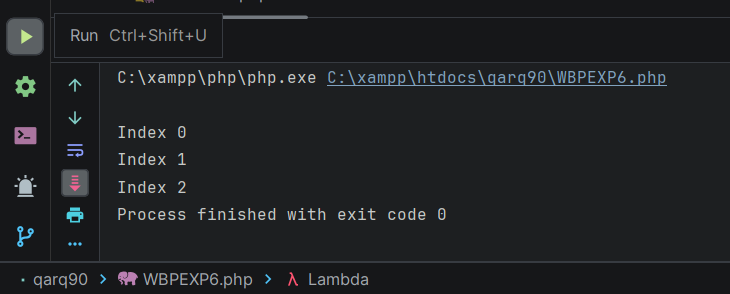 Run Ctrl+Shift+U
C:\xampp\php\php.exe C:\xampp\htdocs\qarq90\WBPEXP6.php
Index 0
Index 1
Index 2
Process finished with exit code 0
qarq90 > WBPEXP6.php > λ Lambda